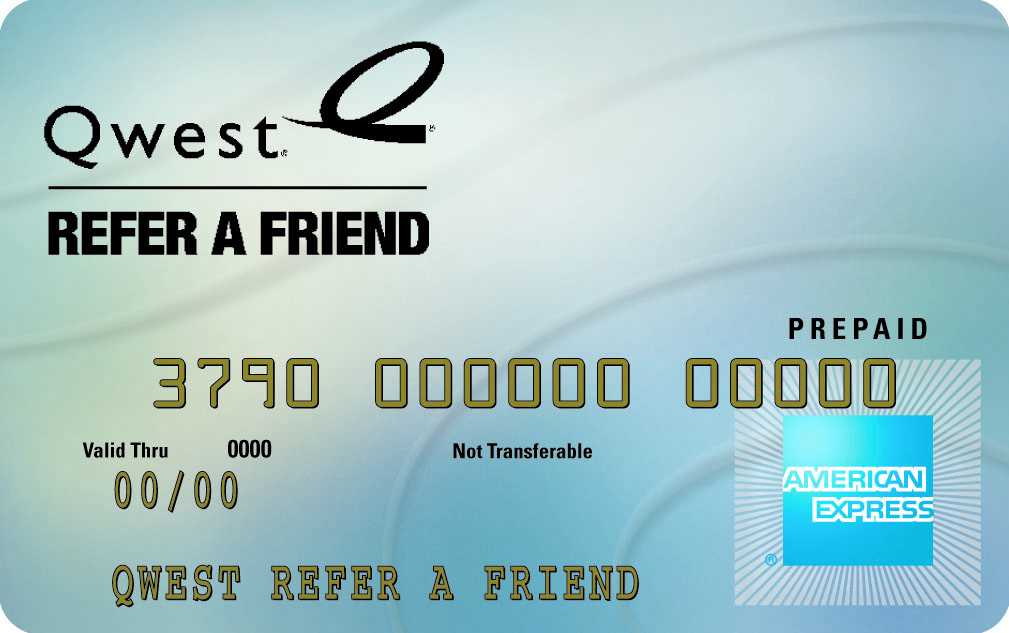 Qwest
REFER A FRIEND
PREPAID
3790 000000 00000
Valid Thru 0000 Not Transferable
00/00
AMERICAN
EXPRESS
®
QWEST REFER A FRIEND